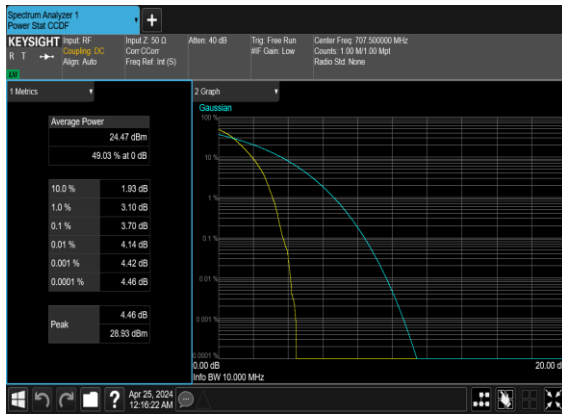 Spectrum Analyzer 1
Power Stat CCDF
KEYSIGHT
R T
LXI
Input: RF
Coupling: DC
Align: Auto
Input Z: 50 Ω
Corr CCorr
Freq Ref: Int (S)
Atten: 40 dB
Trig: Free Run
#IF Gain: Low
Center Freq: 707.500000 MHz
Counts: 1.00 M/1.00 Mpt
Radio Std: None
1 Metrics
Average Power
24.47 dBm
49.03 % at 0 dB
10.0 % 1.93 dB
1.0 % 3.10 dB
0.1 % 3.70 dB
0.01 % 4.14 dB
0.001 % 4.42 dB
0.0001 % 4.46 dB
Peak
4.46 dB
28.93 dBm
2 Graph
Gaussian
100 %
10 %
1 %
0.1 %
0.01 %
0.001 %
0.0001 %
0.00 dB 20.00 d
Info BW 10.000 MHz
Apr 25, 2024
12:16:22 AM